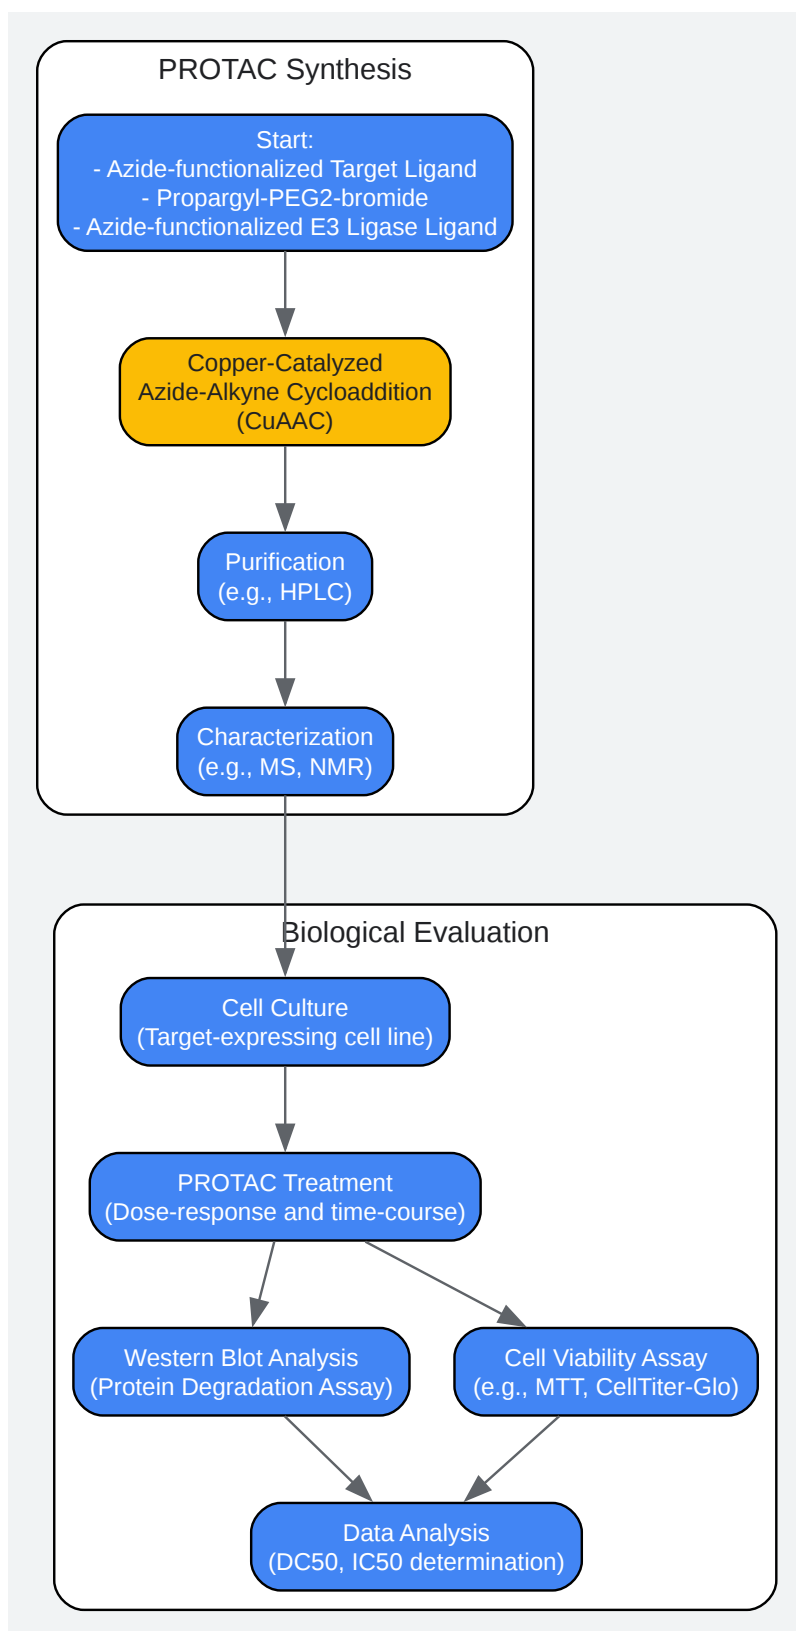 PROTAC Synthesis
Start:
- Azide-functionalized Target Ligand
- Propargyl-PEG2-bromide
- Azide-functionalized E3 Ligase Ligand
Copper-Catalyzed
Azide-Alkyne Cycloaddition
(CuAAC)
Purification
(e.g., HPLC)
Characterization
(e.g., MS, NMR)
Biological Evaluation
Cell Culture
(Target-expressing cell line)
PROTAC Treatment
(Dose-response and time-course)
Western Blot Analysis
(Protein Degradation Assay)
Cell Viability Assay
(e.g., MTT, CellTiter-Glo)
Data Analysis
(DC50, IC50 determination)